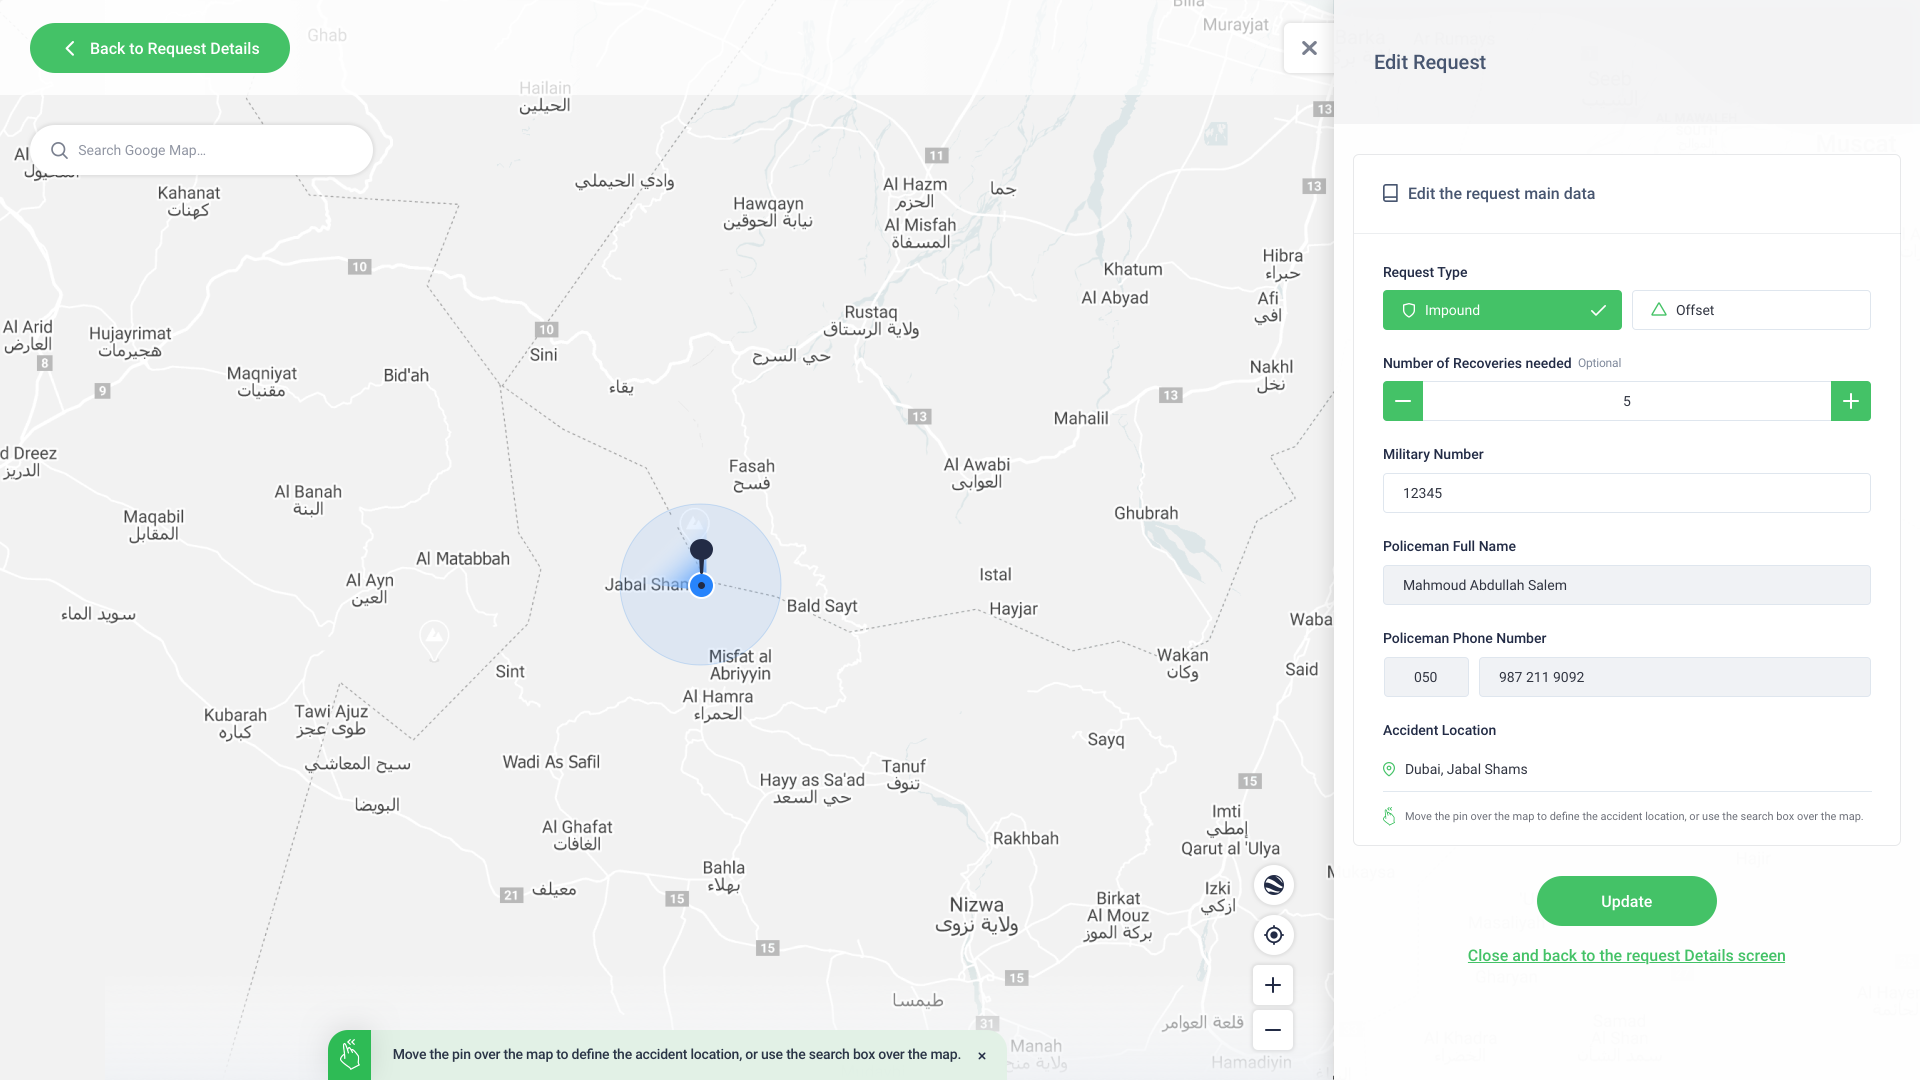 Back to Request Details
Ghab
Murayjat
Edit Request
Hailain
الحيلين
13
Search Googe Map...
Edit the request main data
Kahanat
كهنات
وادي الحيملي
11
Al Hazm
الحزم
جما
13
Hawqayn
نيابة الحوقين
Al Misfah
المسفاة
Hibra
حبراء
10
Khatum
Al Abyad
Afi
افي
Request Type
Impound
Offset
Al Arid
العارض
8
Hujayrimat
هجيرمات
10
Sini
Rustaq
ولاية الرستاق
حي السرح
Nakhl
نخل
Number of Recoveries needed Optional
5
9
Maqniyat
مقنيات
Bid'ah
يقاء
13
13
Mahalil
Military Number
12345
d Dreez
الدريز
Fasah
فسح
Al Awabi
العوابي
Al Banah
البنة
Maqabil
المقابل
Ghubrah
Policeman Full Name
Mahmoud Abdullah Salem
Al Matabbah
Al Ayn
العين
Jabal Sham
Istal
Bald Sayt
Hayjar
سويد الماء
Waba
Policeman Phone Number
050
987 211 9092
Sint
Misfat al
Abriyyin
Al Hamra
الحمراء
Wakan
وكان
Said
Kubarah
كباره
Tawi Ajuz
طوى عجز
Accident Location
Dubai, Jabal Shams
Move the pin over the map to define the accident location, or use the search box over the map.
Sayq
سيح المعاشي
Wadi As Safil
Hayy as Sa'ad
حي السعد
Tanuf
تنوف
15
البويضا
Al Ghafat
الغافات
Imti
إمطي
Rakhbah
Qarut al 'Ulya
Bahla
بهلاء
21
معيلف
15
Nizwa
ولاية نزوى
Birkat
Al Mouz
بركة الموز
Izki
ازكي
15
15
Update
Close and back to the request Details screen
طيمسا
31
قلعة العوامر
Manah
Hamadiyin
Move the pin over the map to define the accident location, or use the search box over the map.